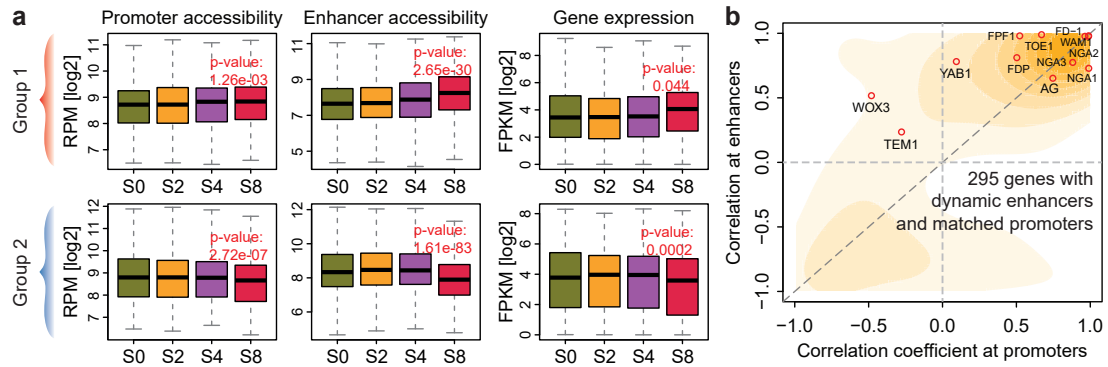 a
Promoter accessibility
Enhancer accessibility
Gene expression
Group 1
RPM [log2]
11
10
9
8
7
p-value:
1.26e-03
S0 S2 S4 S8
11
9
7
5
p-value:
2.65e-30
S0 S2 S4 S8
FPKM [log2]
8
6
4
2
0
p-value:
0.044
S0 S2 S4 S8
Group 2
RPM [log2]
12
11
10
9
8
7
p-value:
2.72e-07
S0 S2 S4 S8
12
10
8
6
p-value:
1.61e-83
S0 S2 S4 S8
FPKM [log2]
8
6
4
2
0
p-value:
0.0002
S0 S2 S4 S8
b
Correlation at enhancers
1.0
0.5
0.0
−0.5
−1.0
FPF1
FD−1
TOE1
WAM1
NGA2
YAB1
FDP
NGA3
NGA1
AG
WOX3
TEM1
295 genes with
dynamic enhancers
and matched promoters
−1.0 −0.5 0.0 0.5 1.0
Correlation coefficient at promoters